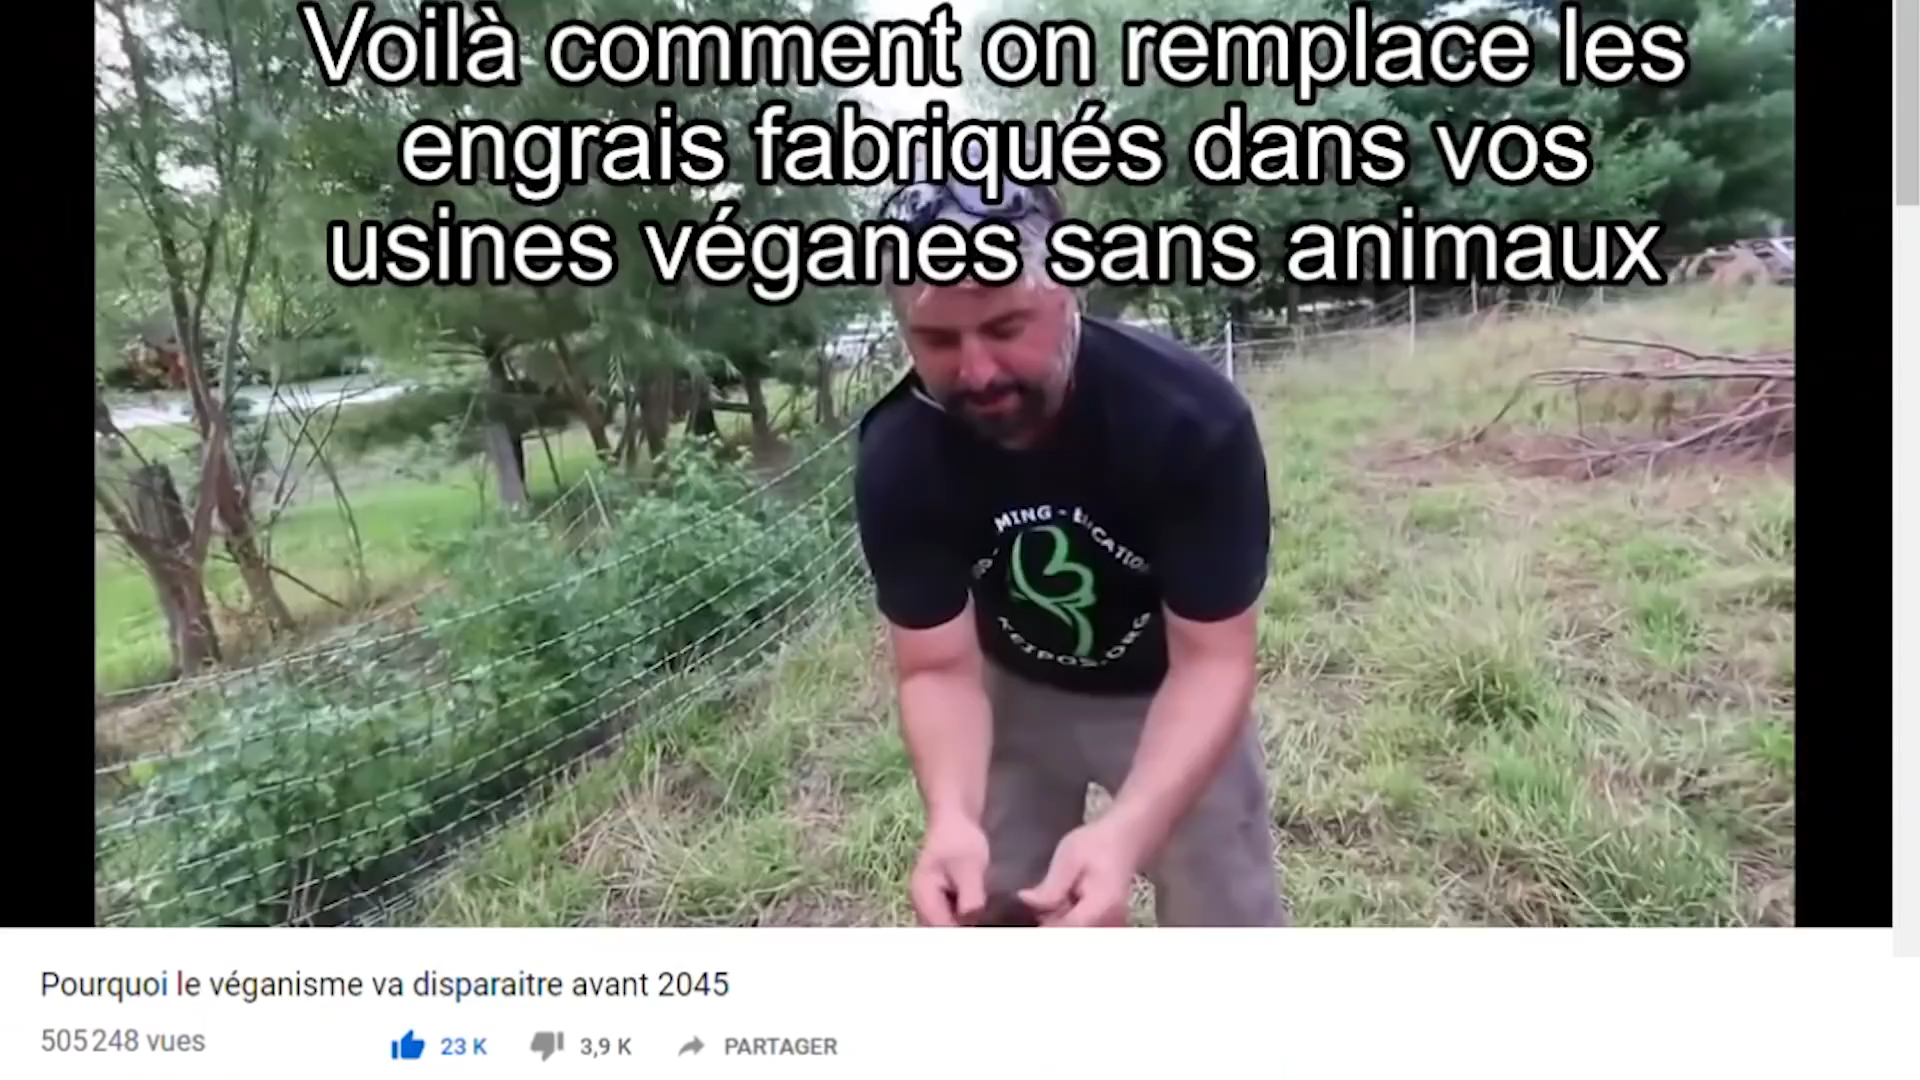 Voilà comment on remplace les
engrais fabriqués dans vos
usines véganes sans animaux
Pourquoi le véganisme va disparaitre avant 2045
505 248 vues
23 K
3,9 K
PARTAGER